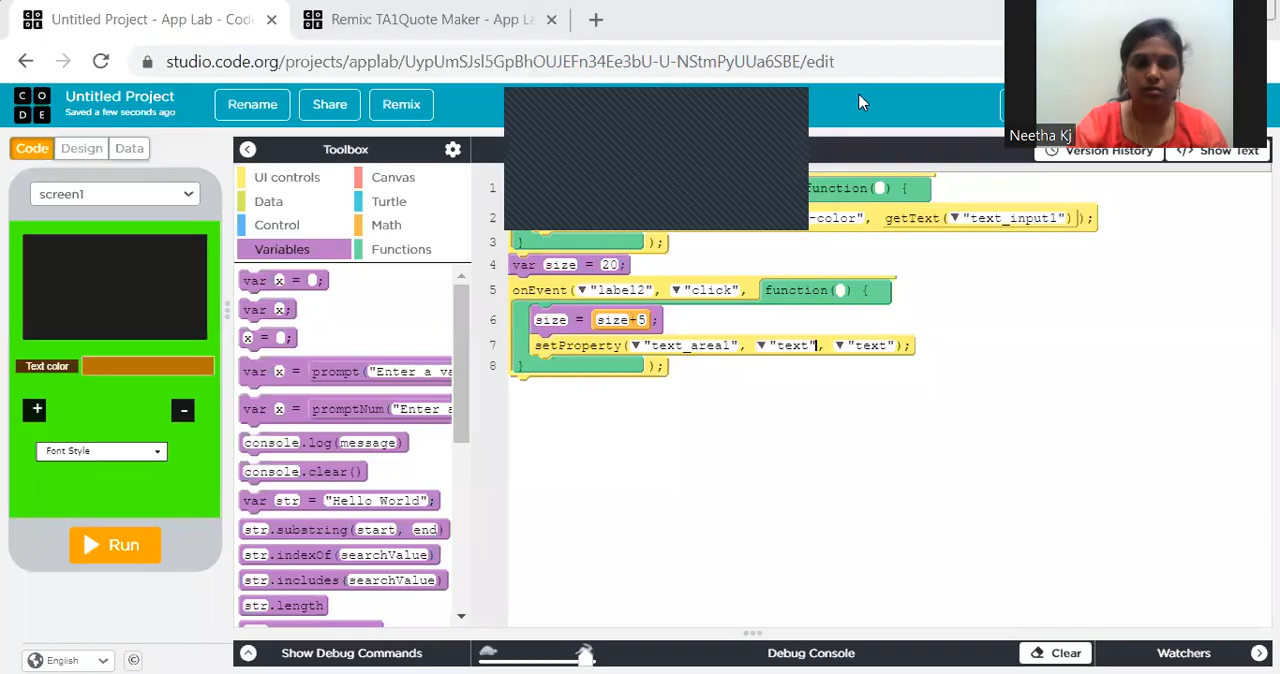 Untitled Project - App Lab - Cod
Remix: TA1Quote Maker - App La
studio.code.org/projects/applab/UypUmSJsl5GpBhOUJEFn34Ee3bU-U-NStmPyUUa6SBE/edit
C O D E
Untitled Project
Saved a few seconds ago
Rename
Share
Remix
Neetha Kj
Version History
Show Text
Code
Design
Data
Toolbox
screen1
UI controls
Canvas
Data
Turtle
Control
Math
Variables
Functions
var x = ;
var x;
x = ;
var x = prompt("Enter a va
var x = promptNum("Enter a
console.log(message)
console.clear()
var str = "Hello World";
str.substring(start, end)
str.indexOf(searchValue)
str.includes(searchValue)
str.length
Text color
+
-
Font Style
Run
1 function( ) {
2 -color", getText( "text_input1") );
3 } );
4 var size = 20;
5 onEvent( "label2", "click", function( ) {
6 size = size+5 ;
7 setProperty( "text_area1", "text", "text");
8 } );
English
©
Show Debug Commands
Debug Console
Clear
Watchers